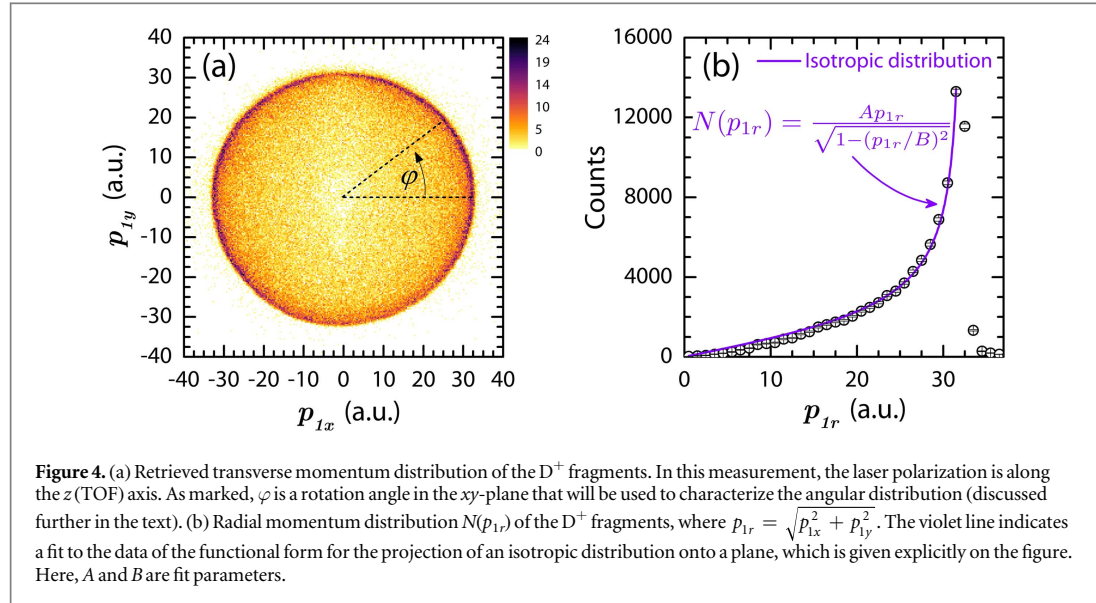 (a)
40
30
20
10
0
-10
-20
-30
-40
-40 -30 -20 -10 0 10 20 30 40
p1y (a.u.)
p1x (a.u.)
φ
24
19
14
10
5
0
(b)
Isotropic distribution
N(p1r) = Ap1r / √1−(p1r/B)²
16000
12000
8000
4000
0
Counts
0 10 20 30
p1r (a.u.)
Figure 4. (a) Retrieved transverse momentum distribution of the D⁺ fragments. In this measurement, the laser polarization is along
the z (TOF) axis. As marked, φ is a rotation angle in the xy-plane that will be used to characterize the angular distribution (discussed
further in the text). (b) Radial momentum distribution N(p1r) of the D⁺ fragments, where p1r = √p²1x + p²1y. The violet line indicates
a fit to the data of the functional form for the projection of an isotropic distribution onto a plane, which is given explicitly on the figure.
Here, A and B are fit parameters.